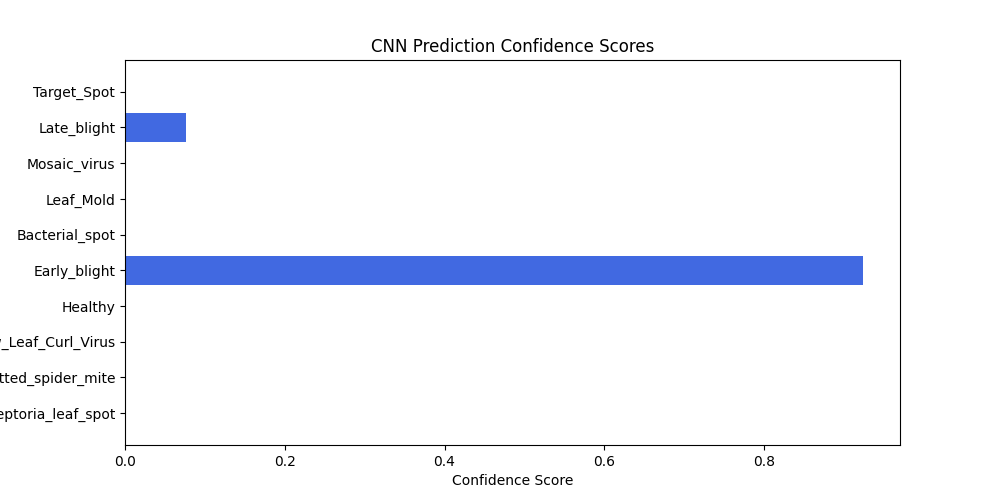 CNN Prediction Confidence Scores
Target_Spot
Late_blight
Mosaic_virus
Leaf_Mold
Bacterial_spot
Early_blight
Healthy
_Leaf_Curl_Virus
tted_spider_mite
eptoria_leaf_spot
0.0 0.2 0.4 0.6 0.8
Confidence Score